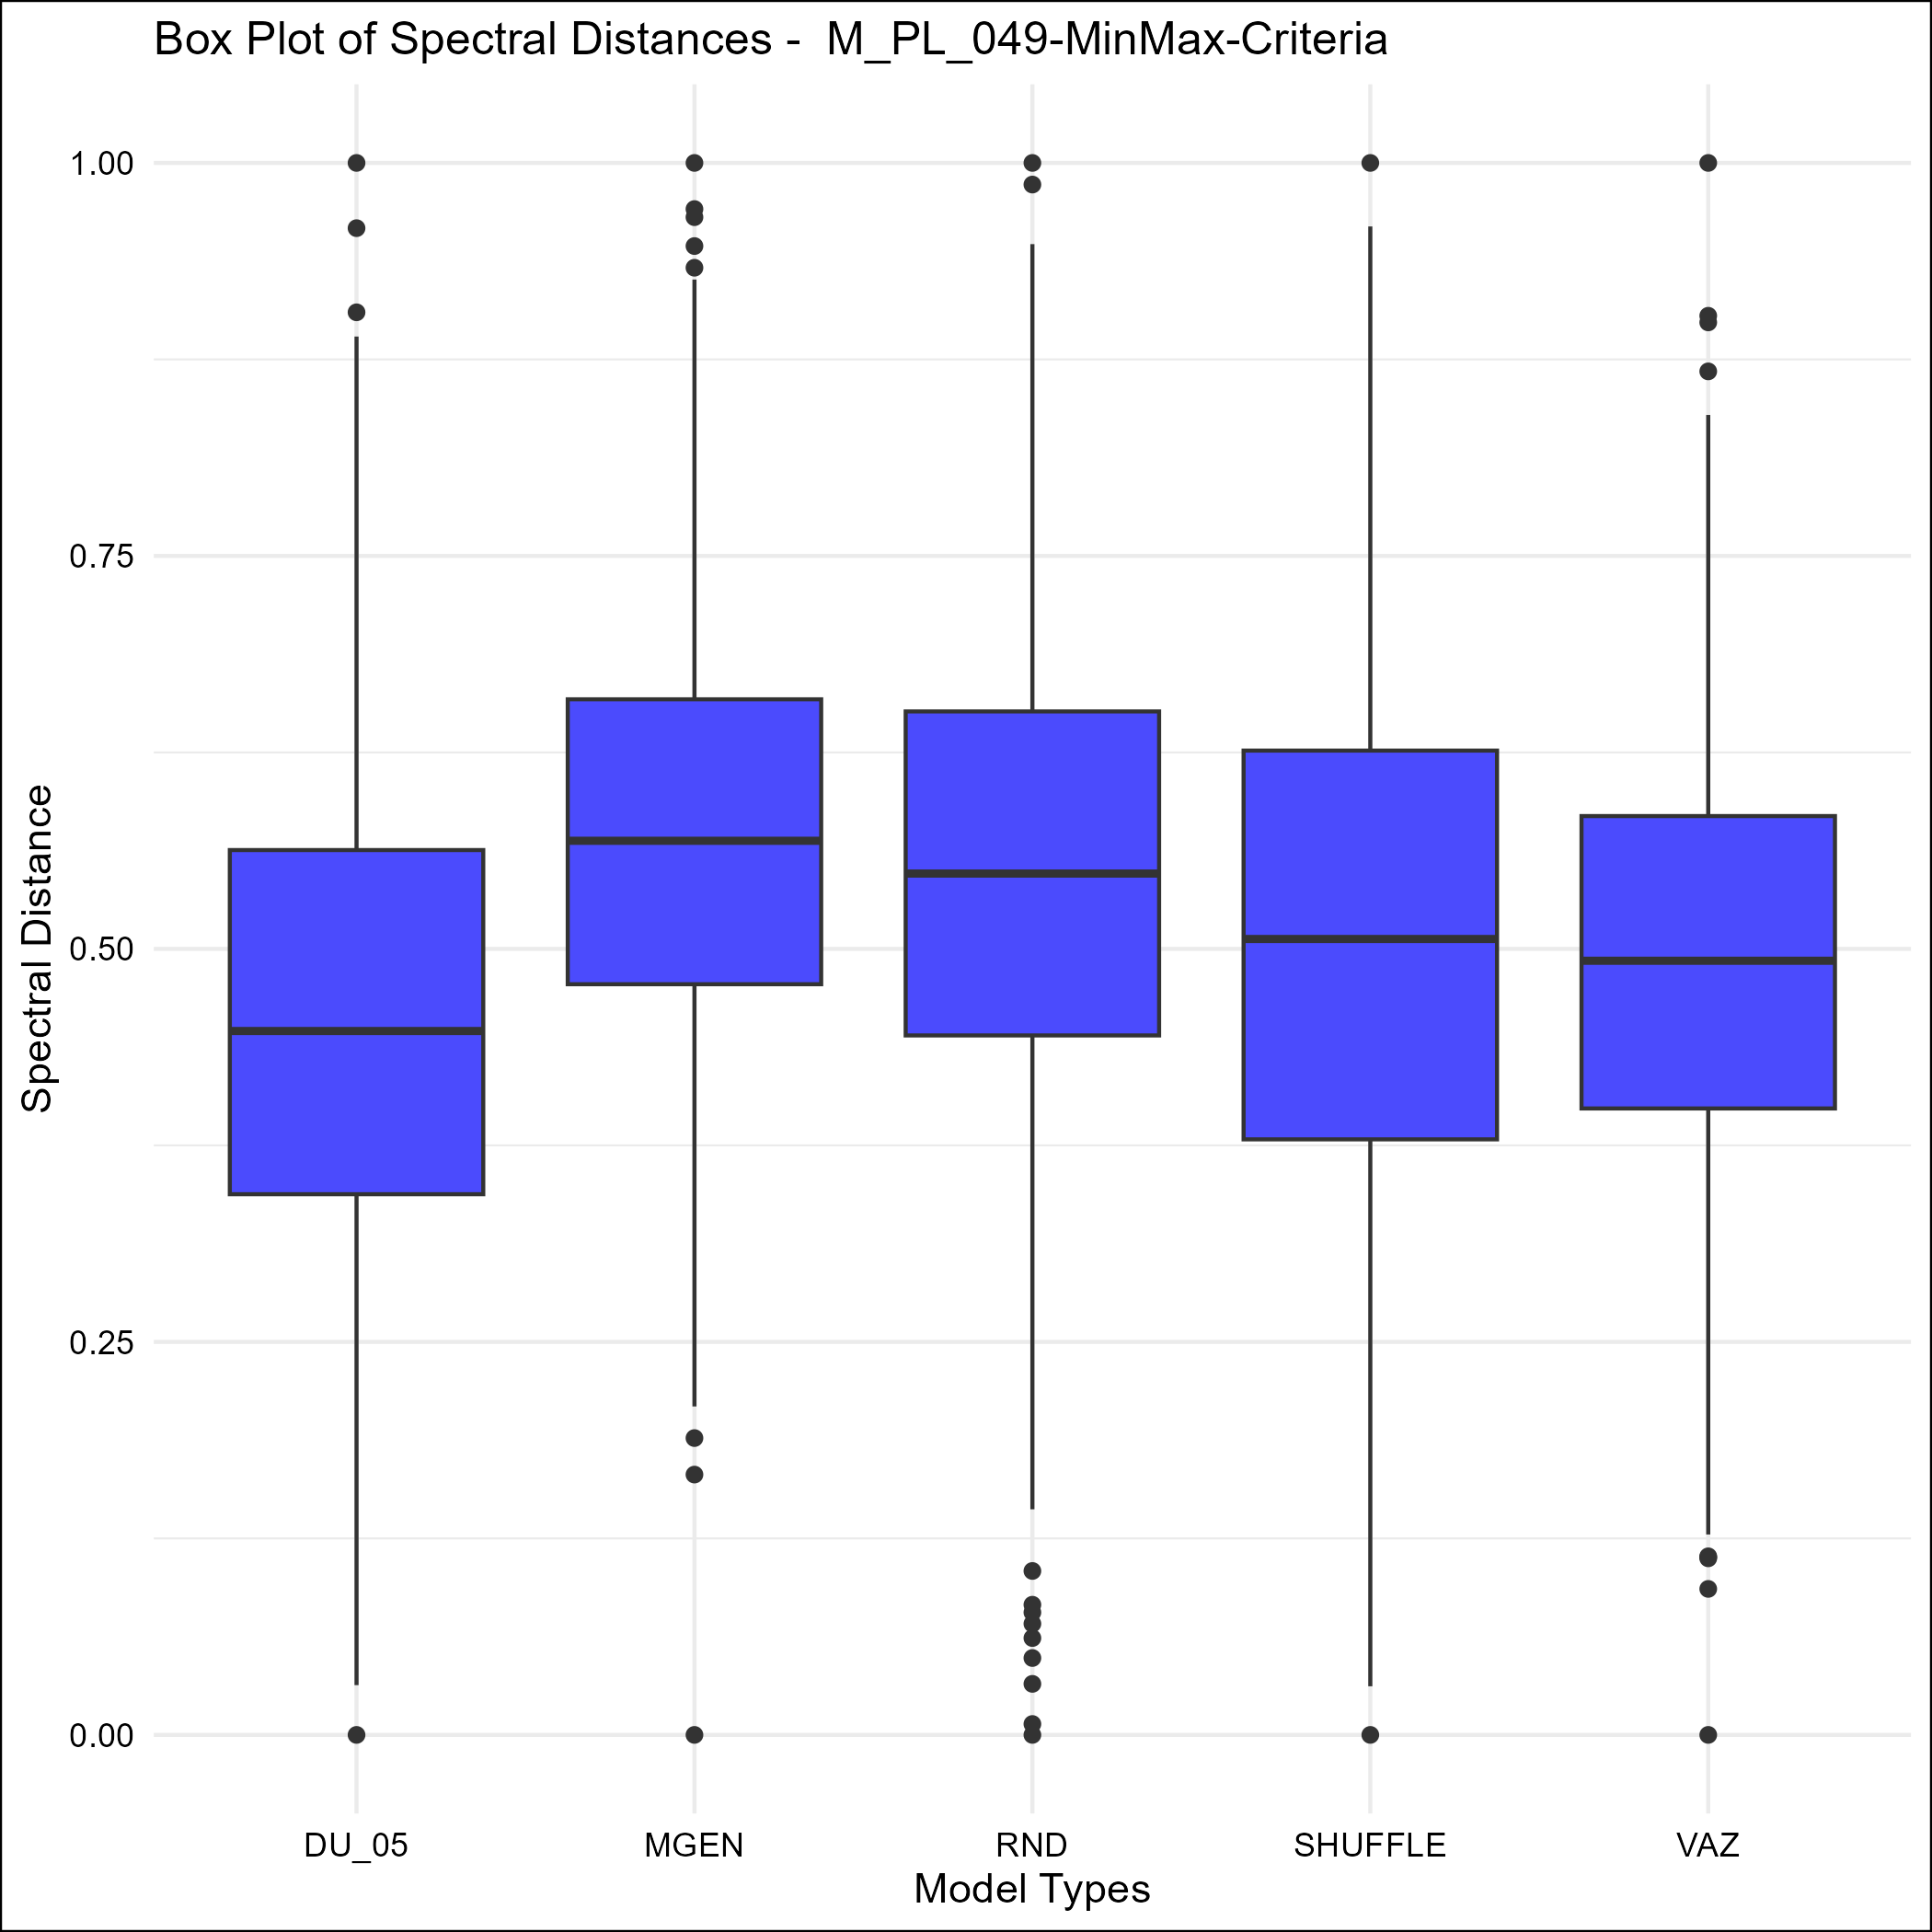 Box Plot of Spectral Distances -  M_PL_049-MinMax-Criteria
Spectral Distance
1.00
0.75
0.50
0.25
0.00
DU_05 MGEN RND SHUFFLE VAZ
Model Types